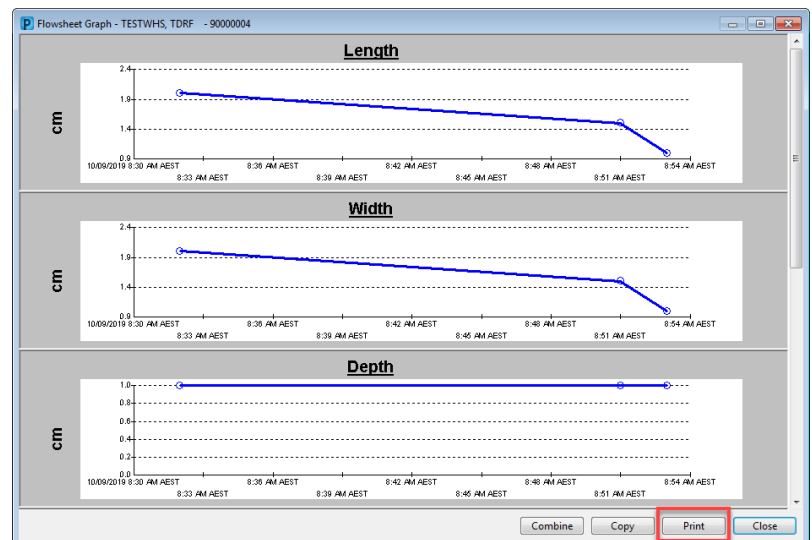 Flowsheet Graph - TESTWHS, TDRF - 90000004
Length
cm
2.4
1.9
1.4
0.9
10/09/2019 8:30 AM AEST 8:36 AM AEST 8:42 AM AEST 8:48 AM AEST 8:54 AM AEST
8:33 AM AEST 8:39 AM AEST 8:45 AM AEST 8:51 AM AEST
Width
cm
2.4
1.9
1.4
0.9
10/09/2019 8:30 AM AEST 8:36 AM AEST 8:42 AM AEST 8:48 AM AEST 8:54 AM AEST
8:33 AM AEST 8:39 AM AEST 8:45 AM AEST 8:51 AM AEST
Depth
cm
1.0
0.8
0.6
0.4
0.2
0.0
10/09/2019 8:30 AM AEST 8:36 AM AEST 8:42 AM AEST 8:48 AM AEST 8:54 AM AEST
8:33 AM AEST 8:39 AM AEST 8:45 AM AEST 8:51 AM AEST
Combine Copy Print Close